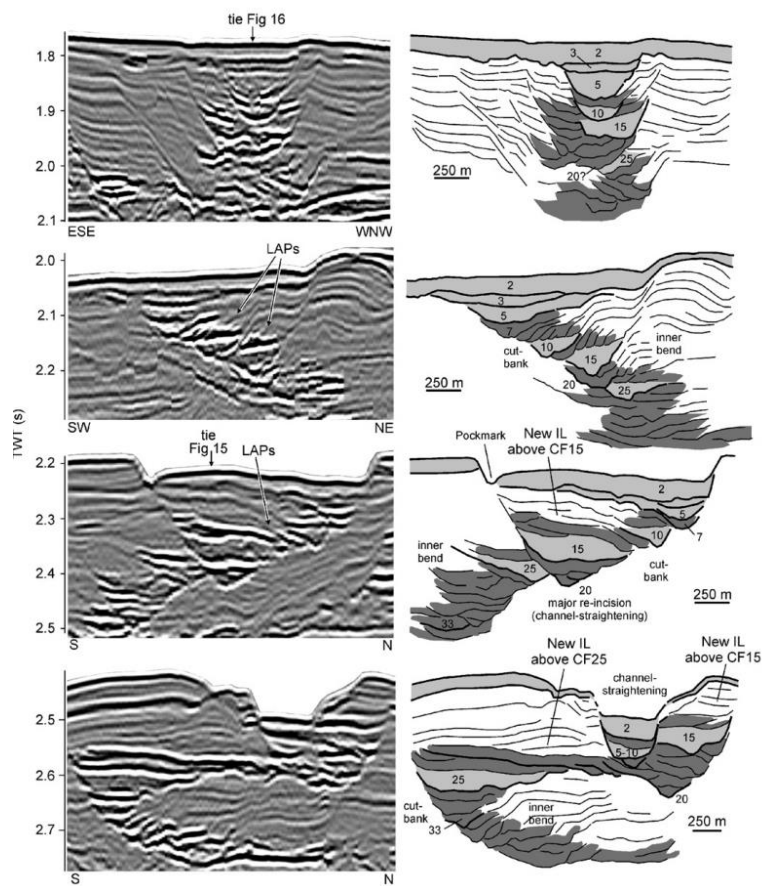 tie Fig 16
1.8
1.9
2.0
2.1
ESE
WNW
3
2
5
10
15
25
20?
250 m
TWT (s)
LAPs
2.0
2.1
2.2
SW
NE
2
3
5
7
10
cut-
bank
15
inner
bend
20
25
250 m
tie
Fig 15
LAPs
2.2
2.3
2.4
2.5
S
N
Pockmark
New IL
above CF15
2
5
7
10
15
cut-
bank
inner
bend
25
20
major re-incision
(channel-straightening)
33
250 m
2.5
2.6
2.7
S
N
New IL
above CF25
channel-
straightening
New IL
above CF15
2
15
5-10
25
20
cut-
bank
33
inner
bend
250 m